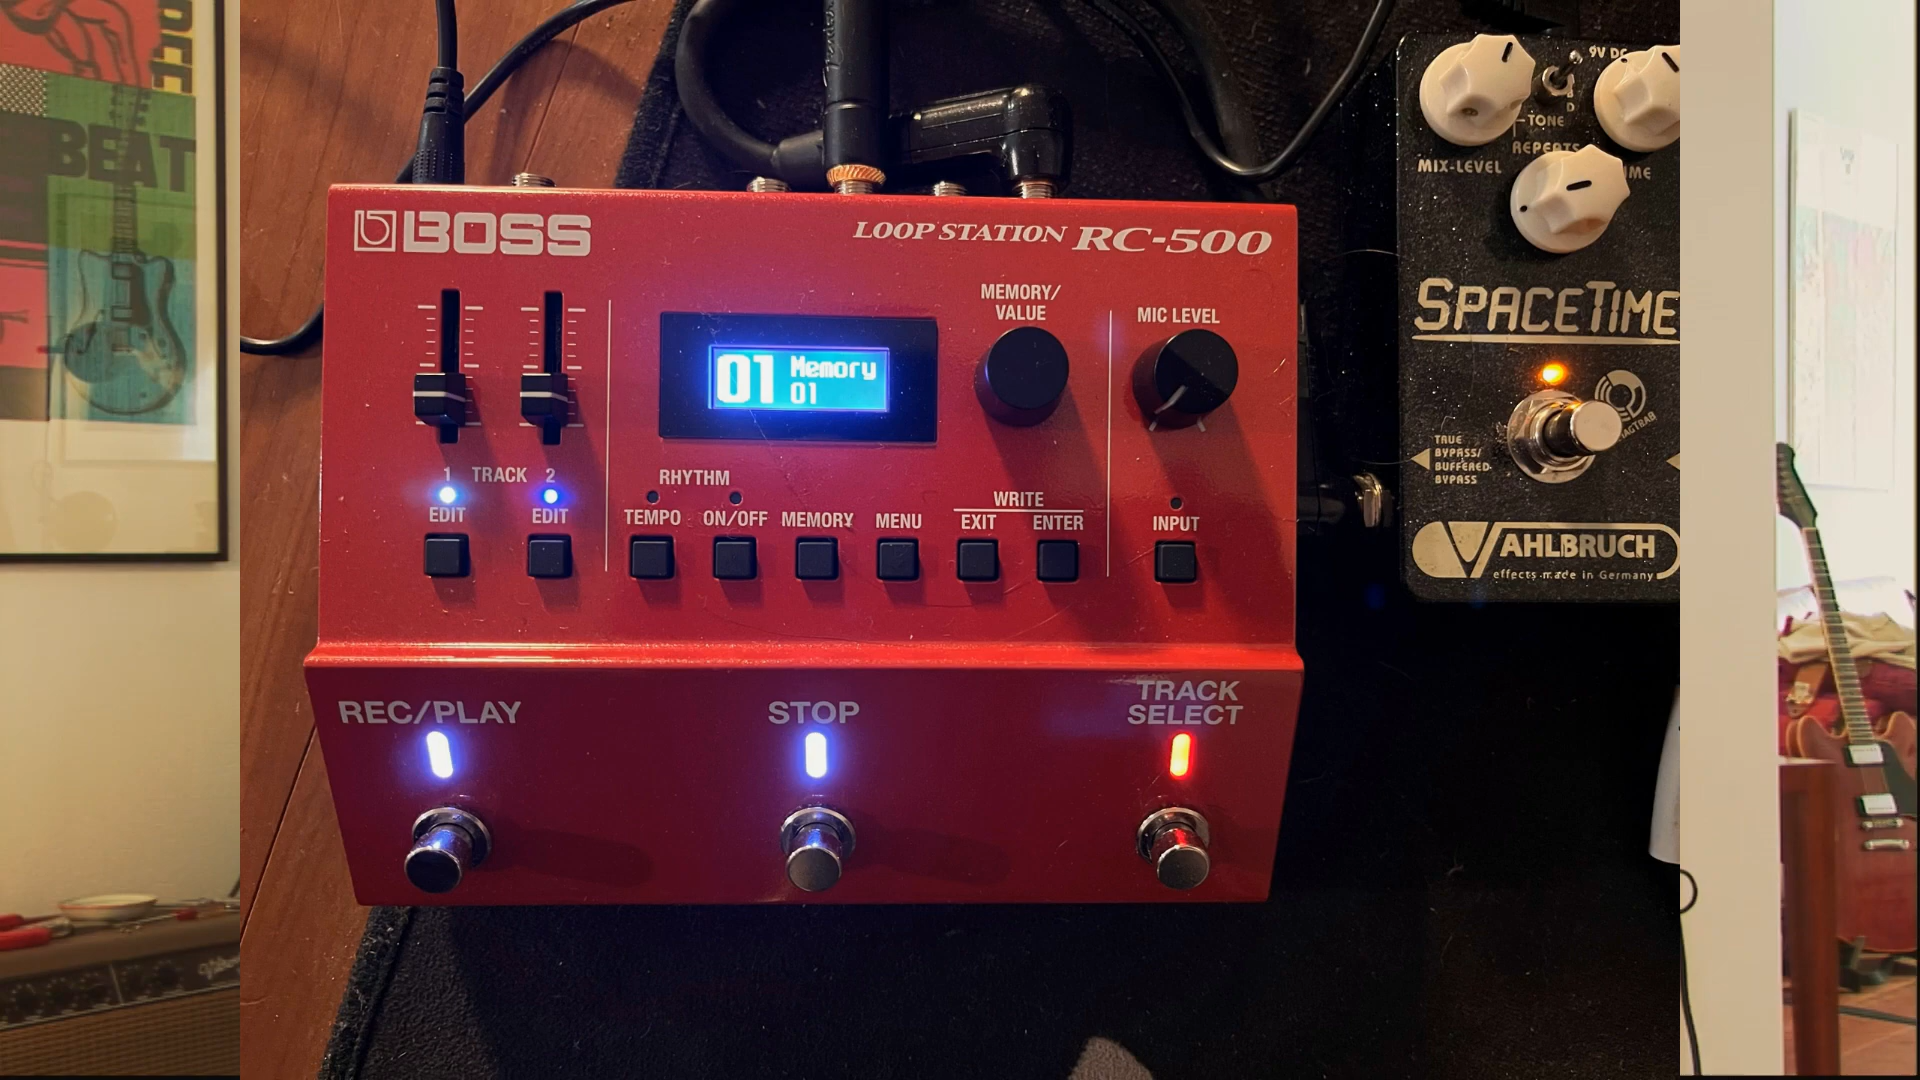 BEAT
BOSS
LOOP STATION RC-500
MEMORY/
VALUE
MIC LEVEL
01 Memory
01
1 TRACK 2
EDIT EDIT
RHYTHM
TEMPO ON/OFF MEMORY MENU
WRITE
EXIT ENTER
INPUT
REC/PLAY
STOP
TRACK
SELECT
9V DC
TONE
REPEATS
MIX-LEVEL
SPACETIME
TRUE
BYPASS/
BUFFERED-
BYPASS
VAHLBRUCH
effects made in Germany